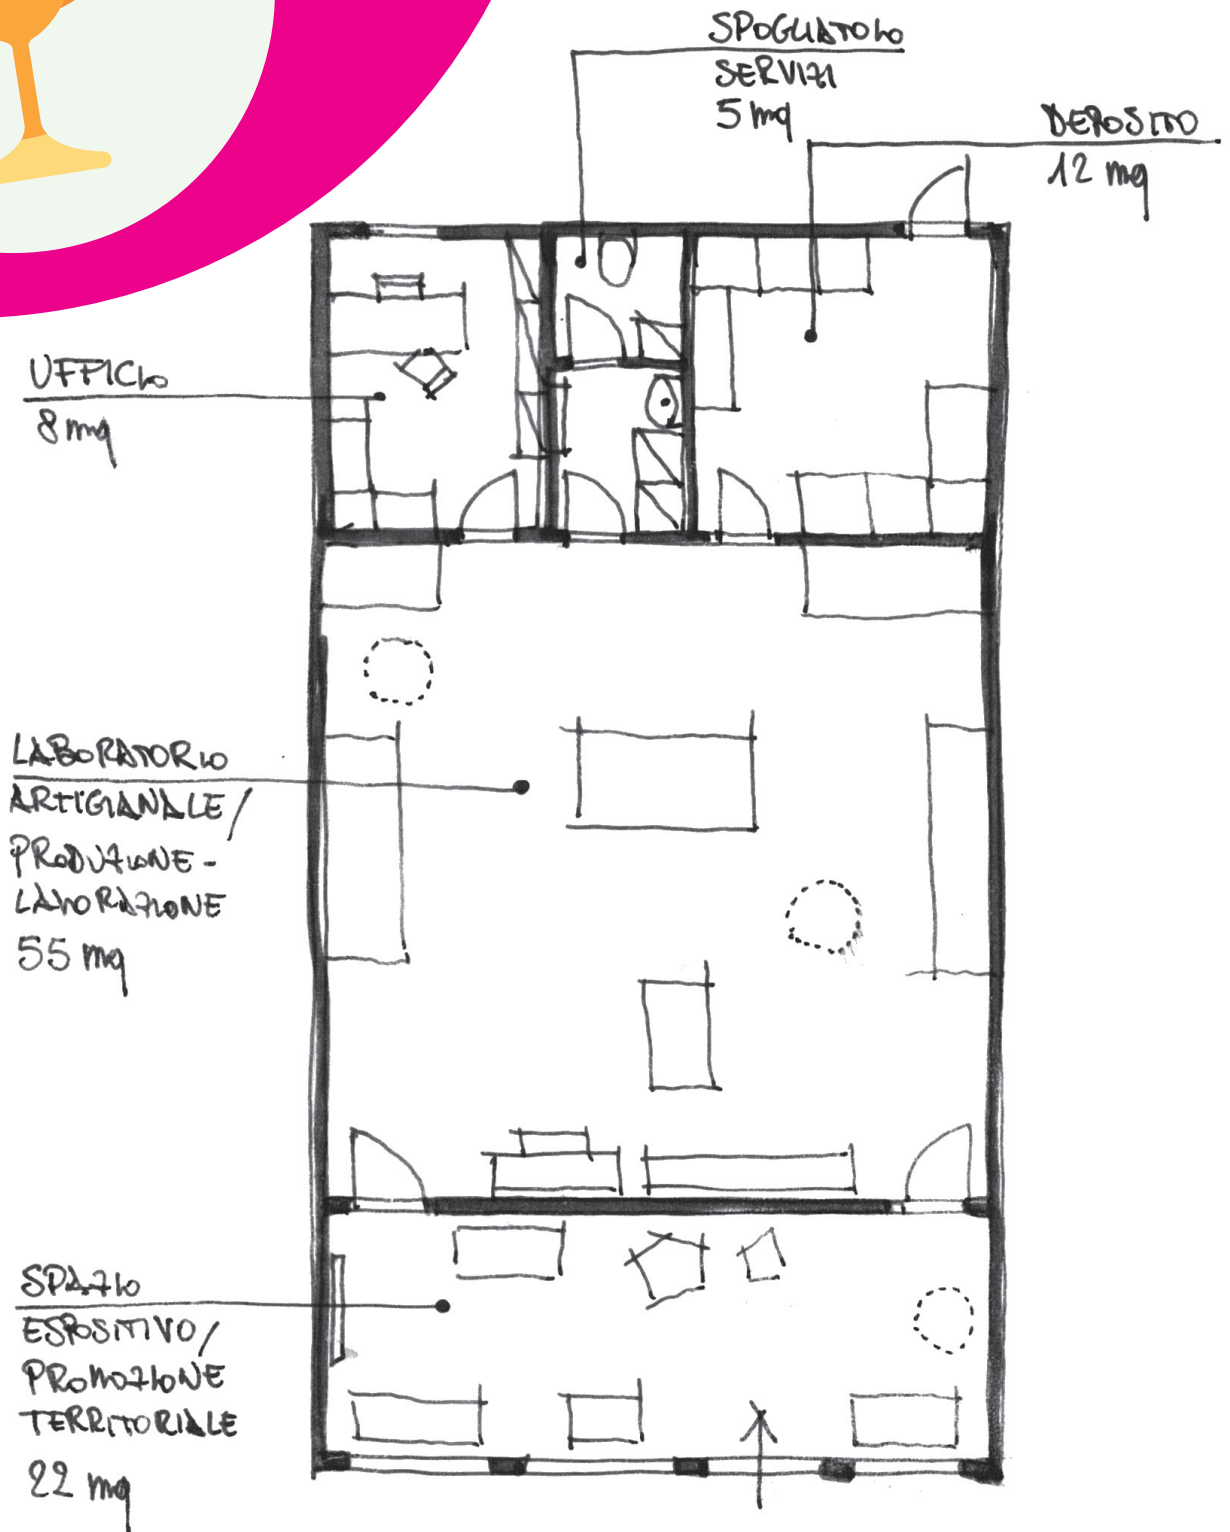 SPOGLIATOIO
SERVIZI
5 mq
DEPOSITO
12 mq
UFFICIO
8 mq
LABORATORIO
ARTIGIANALE/
PRODUZIONE -
LAVORAZIONE
55 mq
SPAZIO
ESPOSITIVO/
PROMOZIONE
TERRITORIALE
22 mq